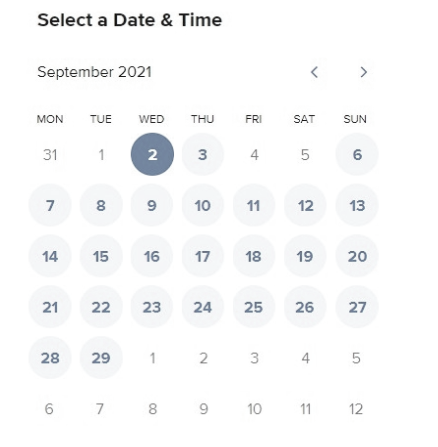 Select a Date & Time
September 2021
MON TUE WED THU FRI SAT SUN
31 1 2 3 4 5 6
7 8 9 10 11 12 13
14 15 16 17 18 19 20
21 22 23 24 25 26 27
28 29 1 2 3 4 5
6 7 8 9 10 11 12